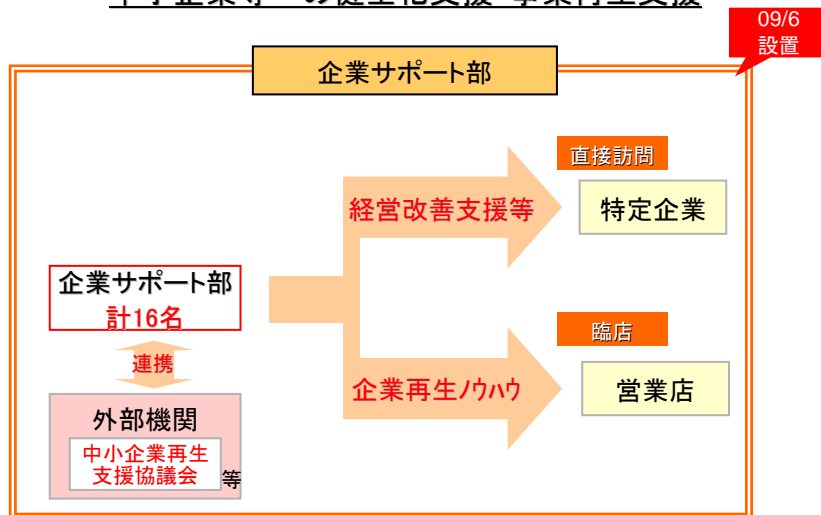 09/6
設置
企業サポート部
直接訪問
経営改善支援等
特定企業
企業サポート部
計16名
臨店
連携
企業再生ノウハウ
営業店
外部機関
中小企業再生
支援協議会
等